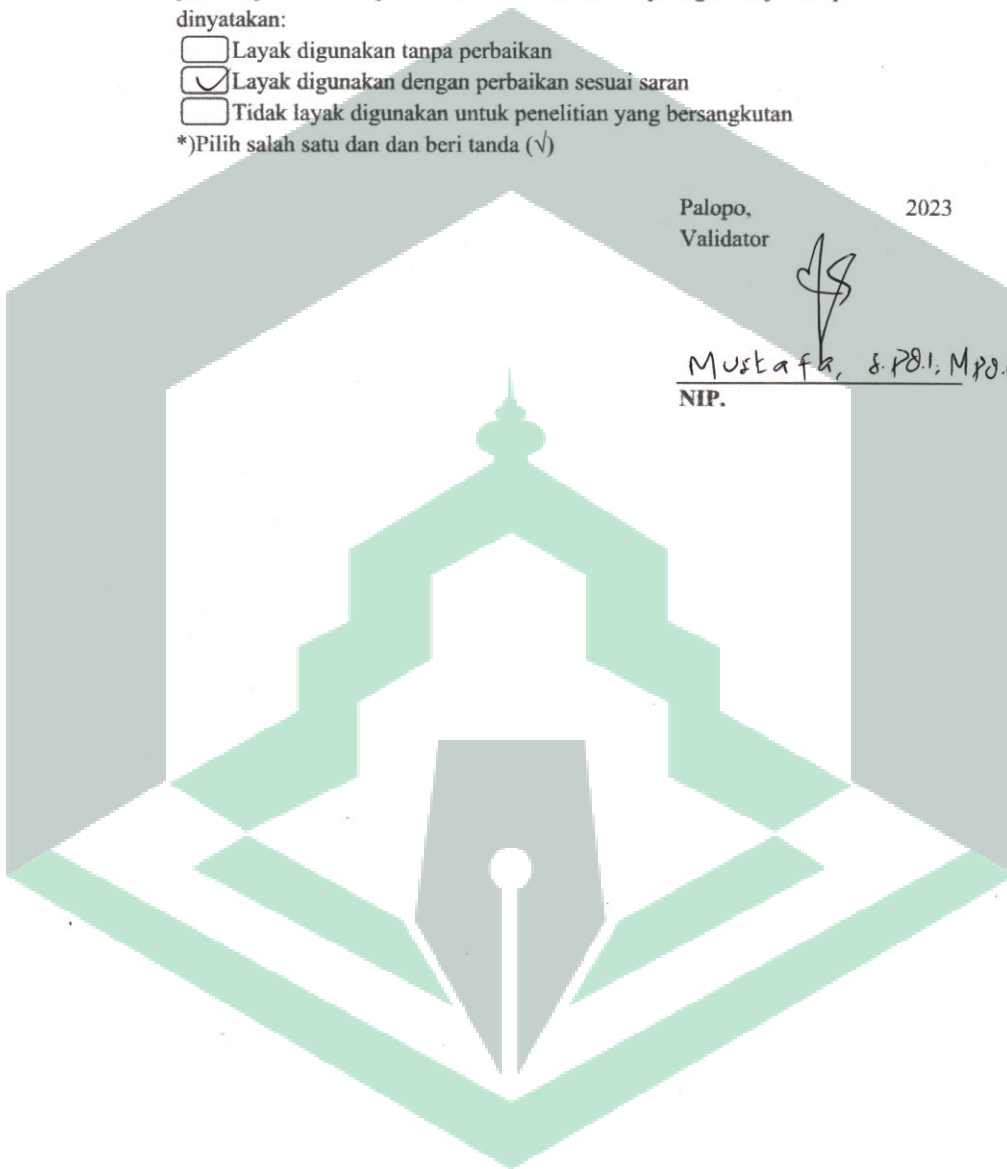 dinyatakan:
Layak digunakan tanpa perbaikan
Layak digunakan dengan perbaikan sesuai saran
Tidak layak digunakan untuk penelitian yang bersangkutan
*)Pilih salah satu dan dan beri tanda (√)
Palopo, 2023
Validator
Mustafa, S.Pd.I, M.Pd.
NIP.